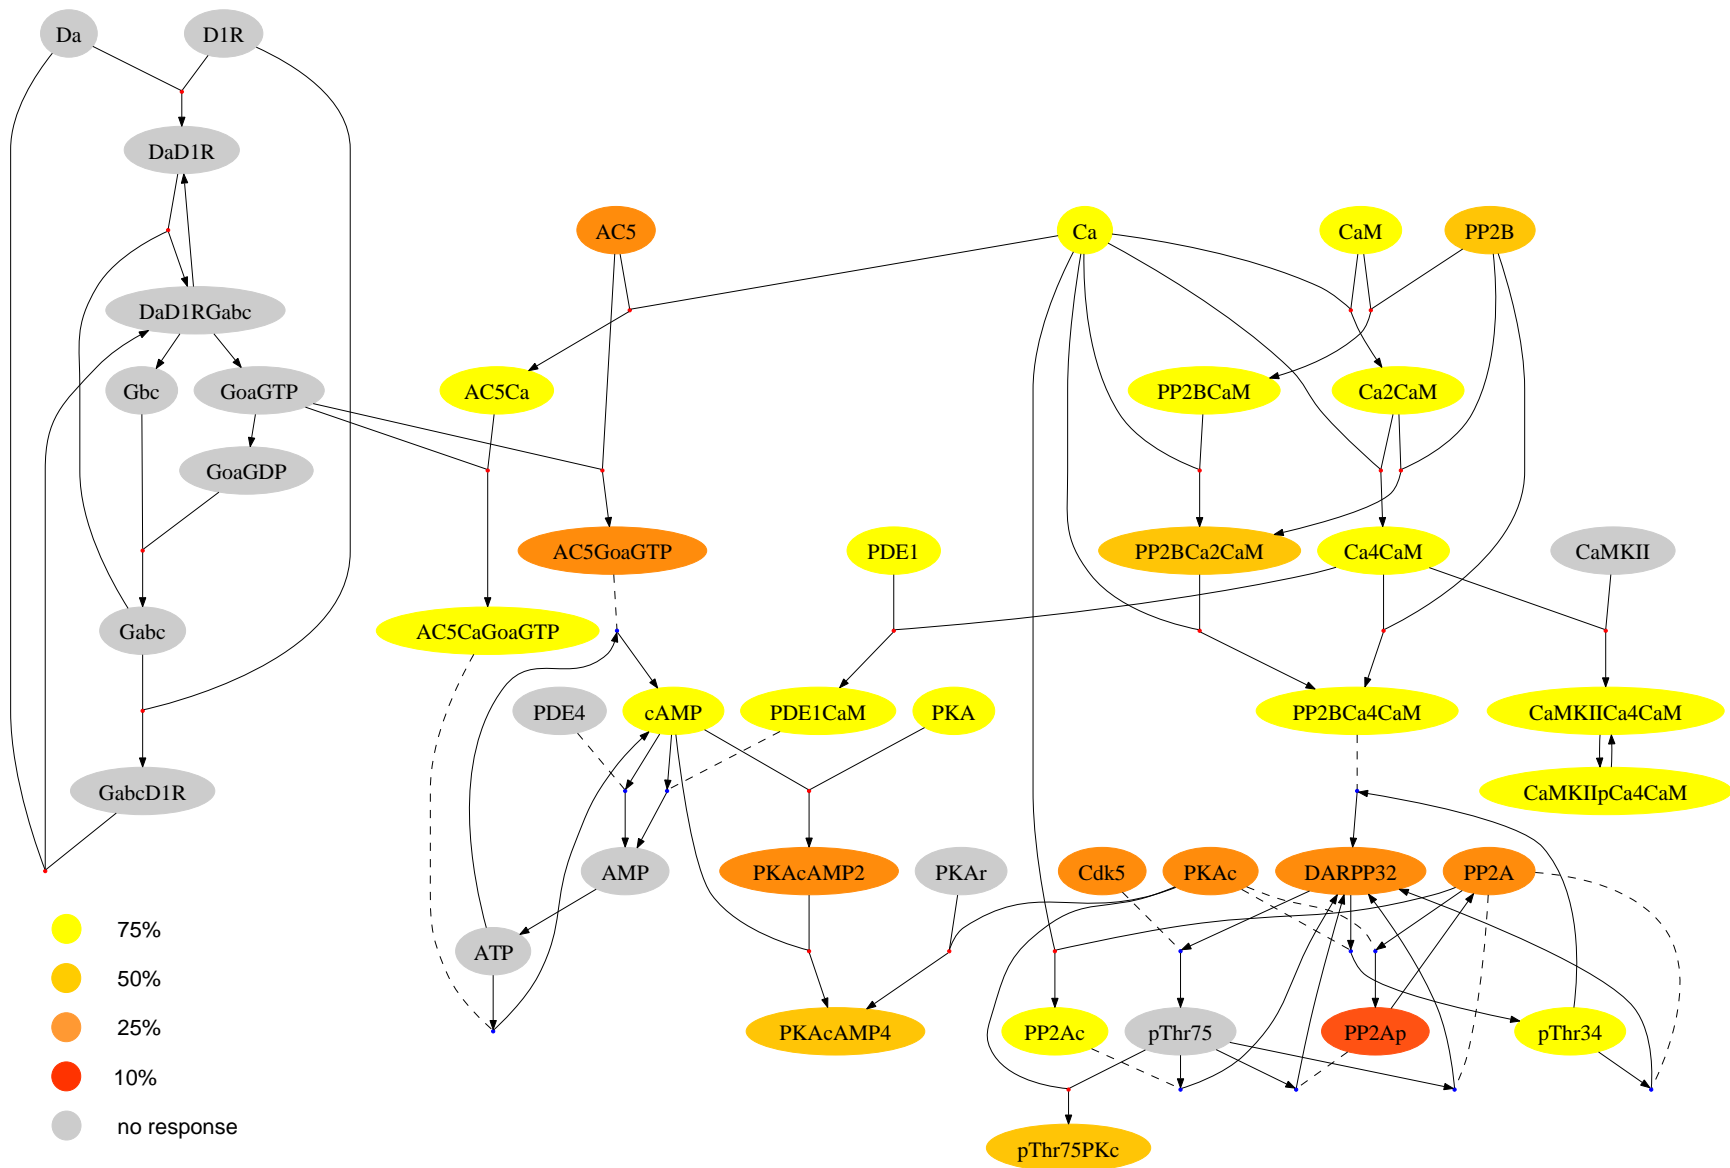 Da
D1R
DaD1R
AC5
Ca
CaM
PP2B
DaD1RGabc
Gbc
GoaGTP
AC5Ca
PP2BCaM
Ca2CaM
GoaGDP
AC5GoaGTP
PDE1
PP2BCa2CaM
Ca4CaM
CaMKII
Gabc
AC5CaGoaGTP
PDE4
cAMP
PDE1CaM
PKA
PP2BCa4CaM
CaMKIICa4CaM
GabcD1R
CaMKIIpCa4CaM
AMP
PKAcAMP2
PKAr
Cdk5
PKAc
DARPP32
PP2A
75%
ATP
50%
25%
PKAcAMP4
PP2Ac
pThr75
PP2Ap
pThr34
10%
no response
pThr75PKc